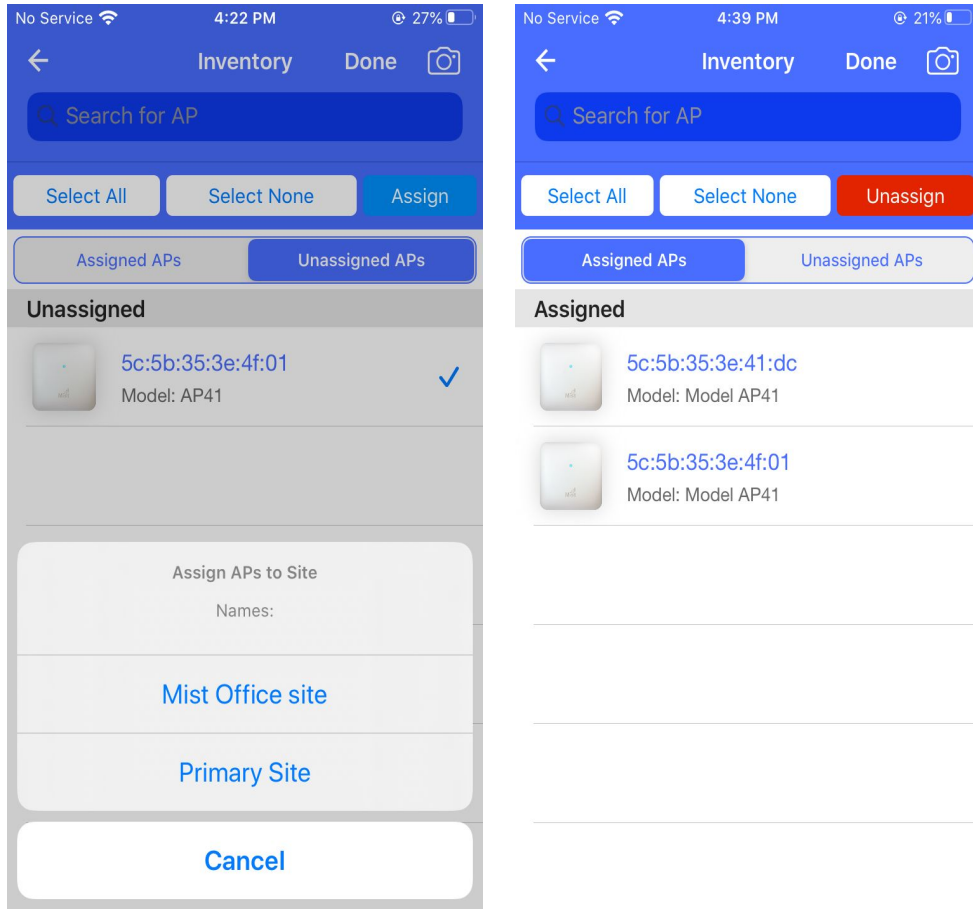 No Service 4:22 PM 27%
Inventory Done
Search for AP
Select All Select None Assign
Assigned APs Unassigned APs
Unassigned
5c:5b:35:3e:4f:01
Model: AP41
Assign APs to Site
Names:
Mist Office site
Primary Site
Cancel
No Service 4:39 PM 21%
Inventory Done
Search for AP
Select All Select None Unassign
Assigned APs Unassigned APs
Assigned
5c:5b:35:3e:41:dc
Model: Model AP41
5c:5b:35:3e:4f:01
Model: Model AP41